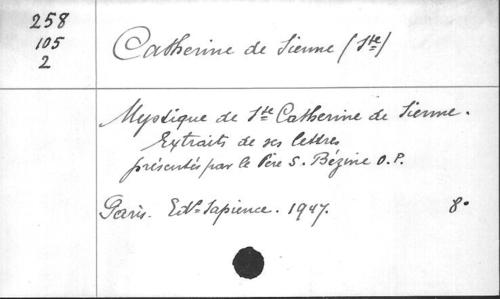 258
105
2
Catherine de Sienne (Ste)
Mystique de Ste Catherine de Sienne.
Extraits de ses lettres
présentés par le Père S. Bézine O.P.
Paris. Edns Sapience. 1947. 8°